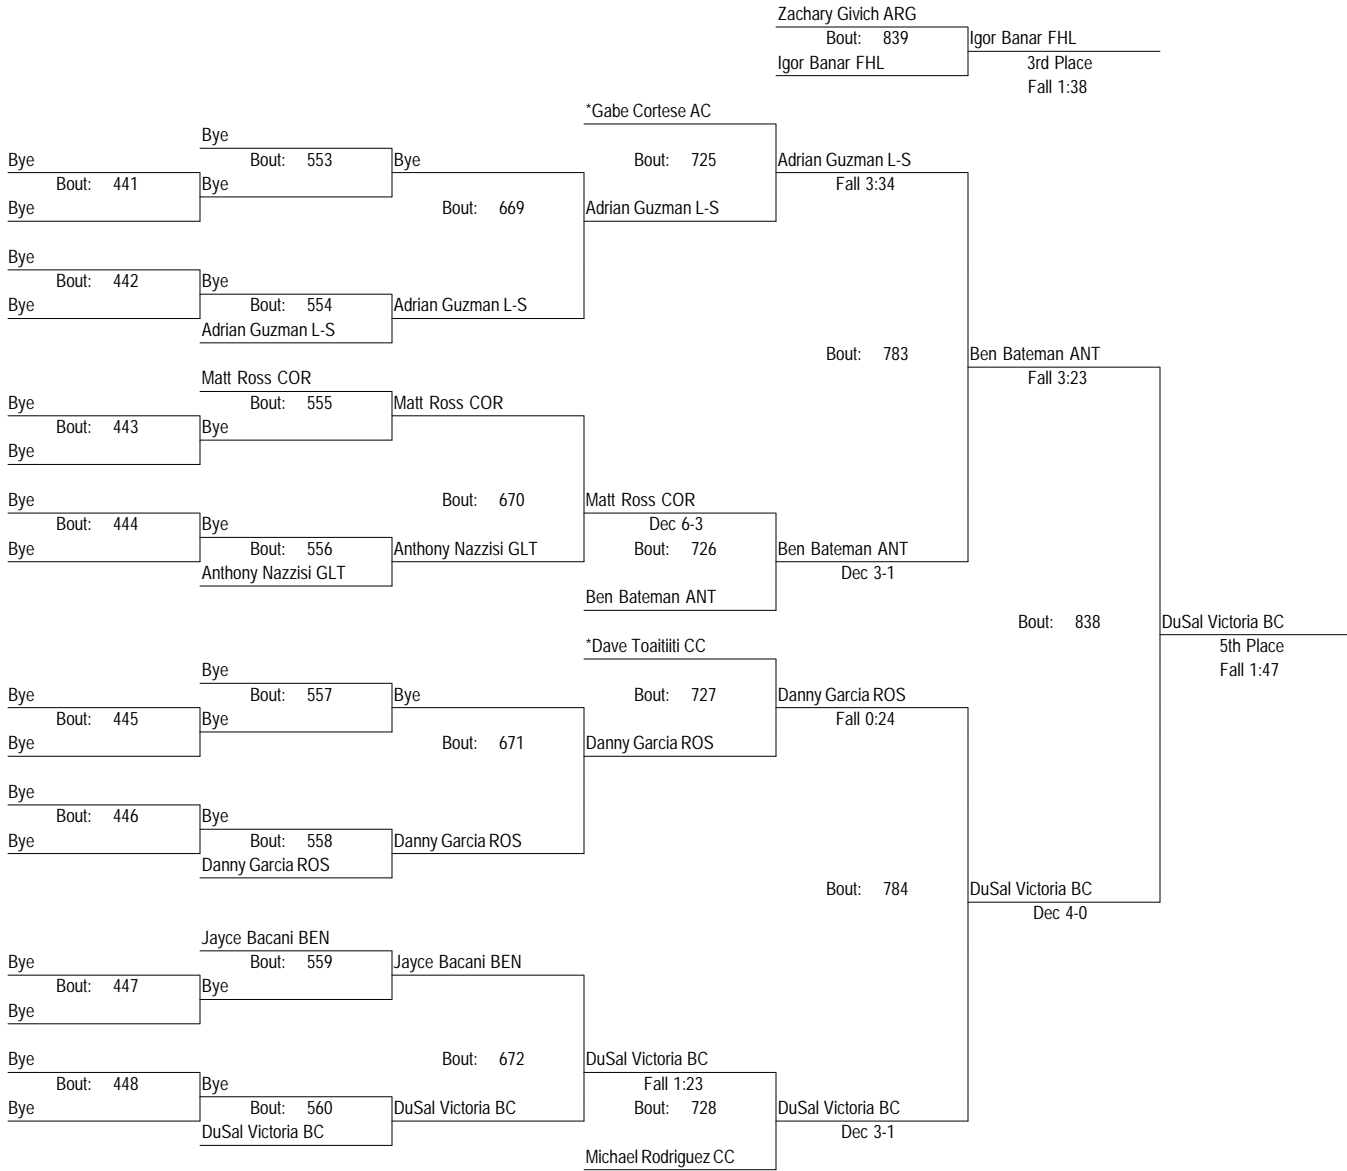 Zachary Givich ARG
Bout: 839 Igor Banar FHL
Igor Banar FHL 3rd Place
Fall 1:38
*Gabe Cortese AC
Bye
Bye Bout: 553 Bye Bout: 725 Adrian Guzman L-S
Bout: 441 Bye Fall 3:34
Bye Bout: 669 Adrian Guzman L-S
Bye
Bout: 442 Bye
Bye Bout: 554 Adrian Guzman L-S
Adrian Guzman L-S
Bout: 783 Ben Bateman ANT
Matt Ross COR Fall 3:23
Bye Bout: 555 Matt Ross COR
Bout: 443 Bye
Bye
Bye Bout: 670 Matt Ross COR
Bout: 444 Bye Dec 6-3
Bye Bout: 556 Anthony Nazzisi GLT Bout: 726 Ben Bateman ANT
Anthony Nazzisi GLT Dec 3-1
Ben Bateman ANT
Bout: 838 DuSal Victoria BC
*Dave Toaitiiti CC 5th Place
Bye Fall 1:47
Bye Bout: 557 Bye Bout: 727 Danny Garcia ROS
Bout: 445 Bye Fall 0:24
Bye Bout: 671 Danny Garcia ROS
Bye
Bout: 446 Bye
Bye Bout: 558 Danny Garcia ROS
Danny Garcia ROS
Bout: 784 DuSal Victoria BC
Dec 4-0
Jayce Bacani BEN
Bye Bout: 559 Jayce Bacani BEN
Bout: 447 Bye
Bye
Bye Bout: 672 DuSal Victoria BC
Bout: 448 Bye Fall 1:23
Bye Bout: 560 DuSal Victoria BC Bout: 728 DuSal Victoria BC
DuSal Victoria BC Dec 3-1
Michael Rodriguez CC